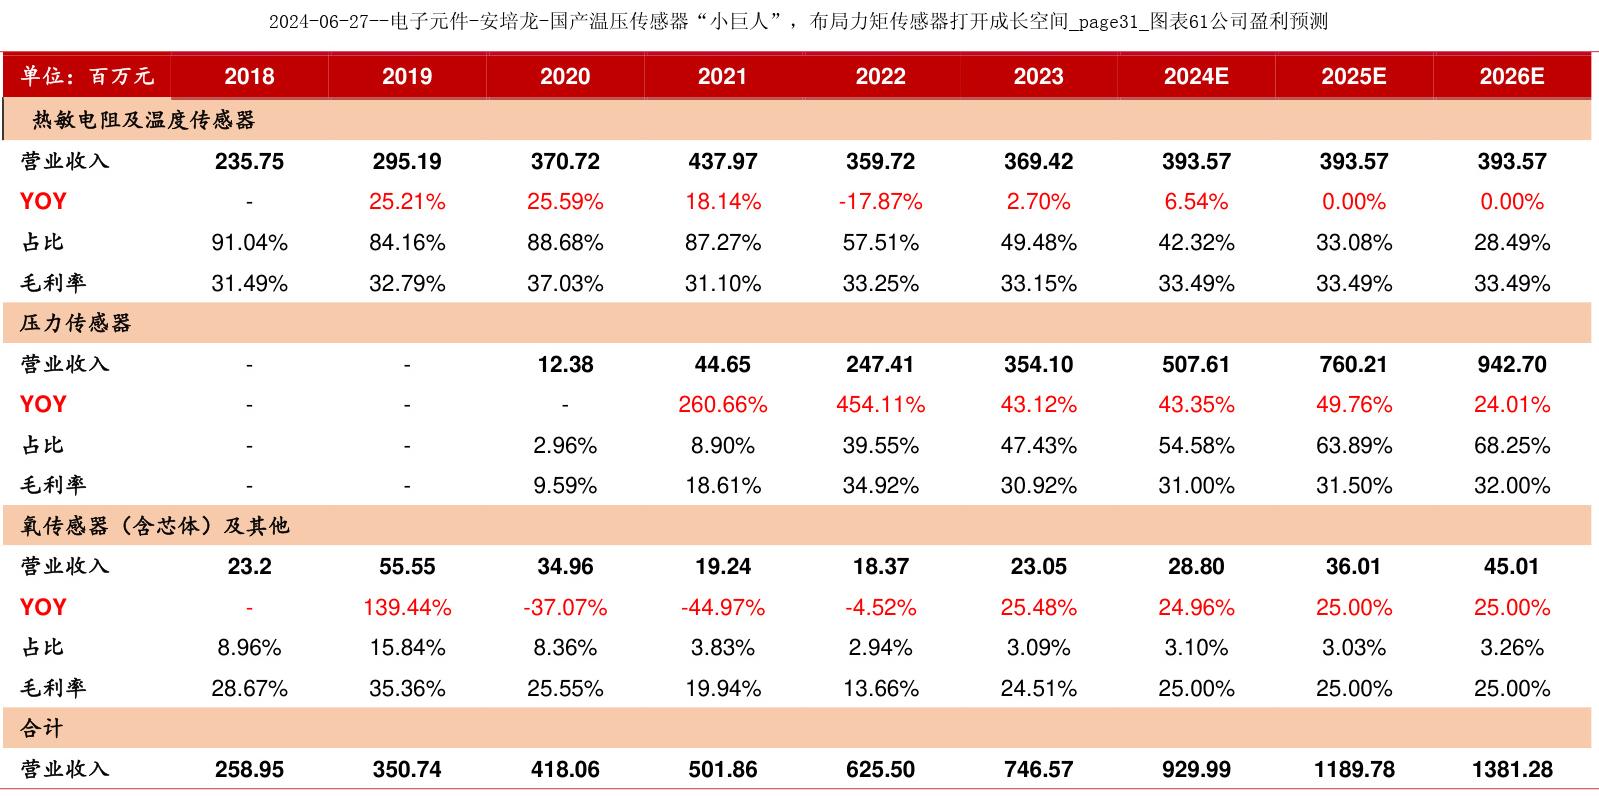 2024-06-27--电子元件-安培龙-国产温压传感器“小巨人”，布局力矩传感器打开成长空间_page31_图表61公司盈利预测
单位：百万元 2018 2019 2020 2021 2022 2023 2024E 2025E 2026E
热敏电阻及温度传感器
营业收入 235.75 295.19 370.72 437.97 359.72 369.42 393.57 393.57 393.57
YOY - 25.21% 25.59% 18.14% -17.87% 2.70% 6.54% 0.00% 0.00%
占比 91.04% 84.16% 88.68% 87.27% 57.51% 49.48% 42.32% 33.08% 28.49%
毛利率 31.49% 32.79% 37.03% 31.10% 33.25% 33.15% 33.49% 33.49% 33.49%
压力传感器
营业收入 - - 12.38 44.65 247.41 354.10 507.61 760.21 942.70
YOY - - - 260.66% 454.11% 43.12% 43.35% 49.76% 24.01%
占比 - - 2.96% 8.90% 39.55% 47.43% 54.58% 63.89% 68.25%
毛利率 - - 9.59% 18.61% 34.92% 30.92% 31.00% 31.50% 32.00%
氧传感器（含芯体）及其他
营业收入 23.2 55.55 34.96 19.24 18.37 23.05 28.80 36.01 45.01
YOY - 139.44% -37.07% -44.97% -4.52% 25.48% 24.96% 25.00% 25.00%
占比 8.96% 15.84% 8.36% 3.83% 2.94% 3.09% 3.10% 3.03% 3.26%
毛利率 28.67% 35.36% 25.55% 19.94% 13.66% 24.51% 25.00% 25.00% 25.00%
合计
营业收入 258.95 350.74 418.06 501.86 625.50 746.57 929.99 1189.78 1381.28